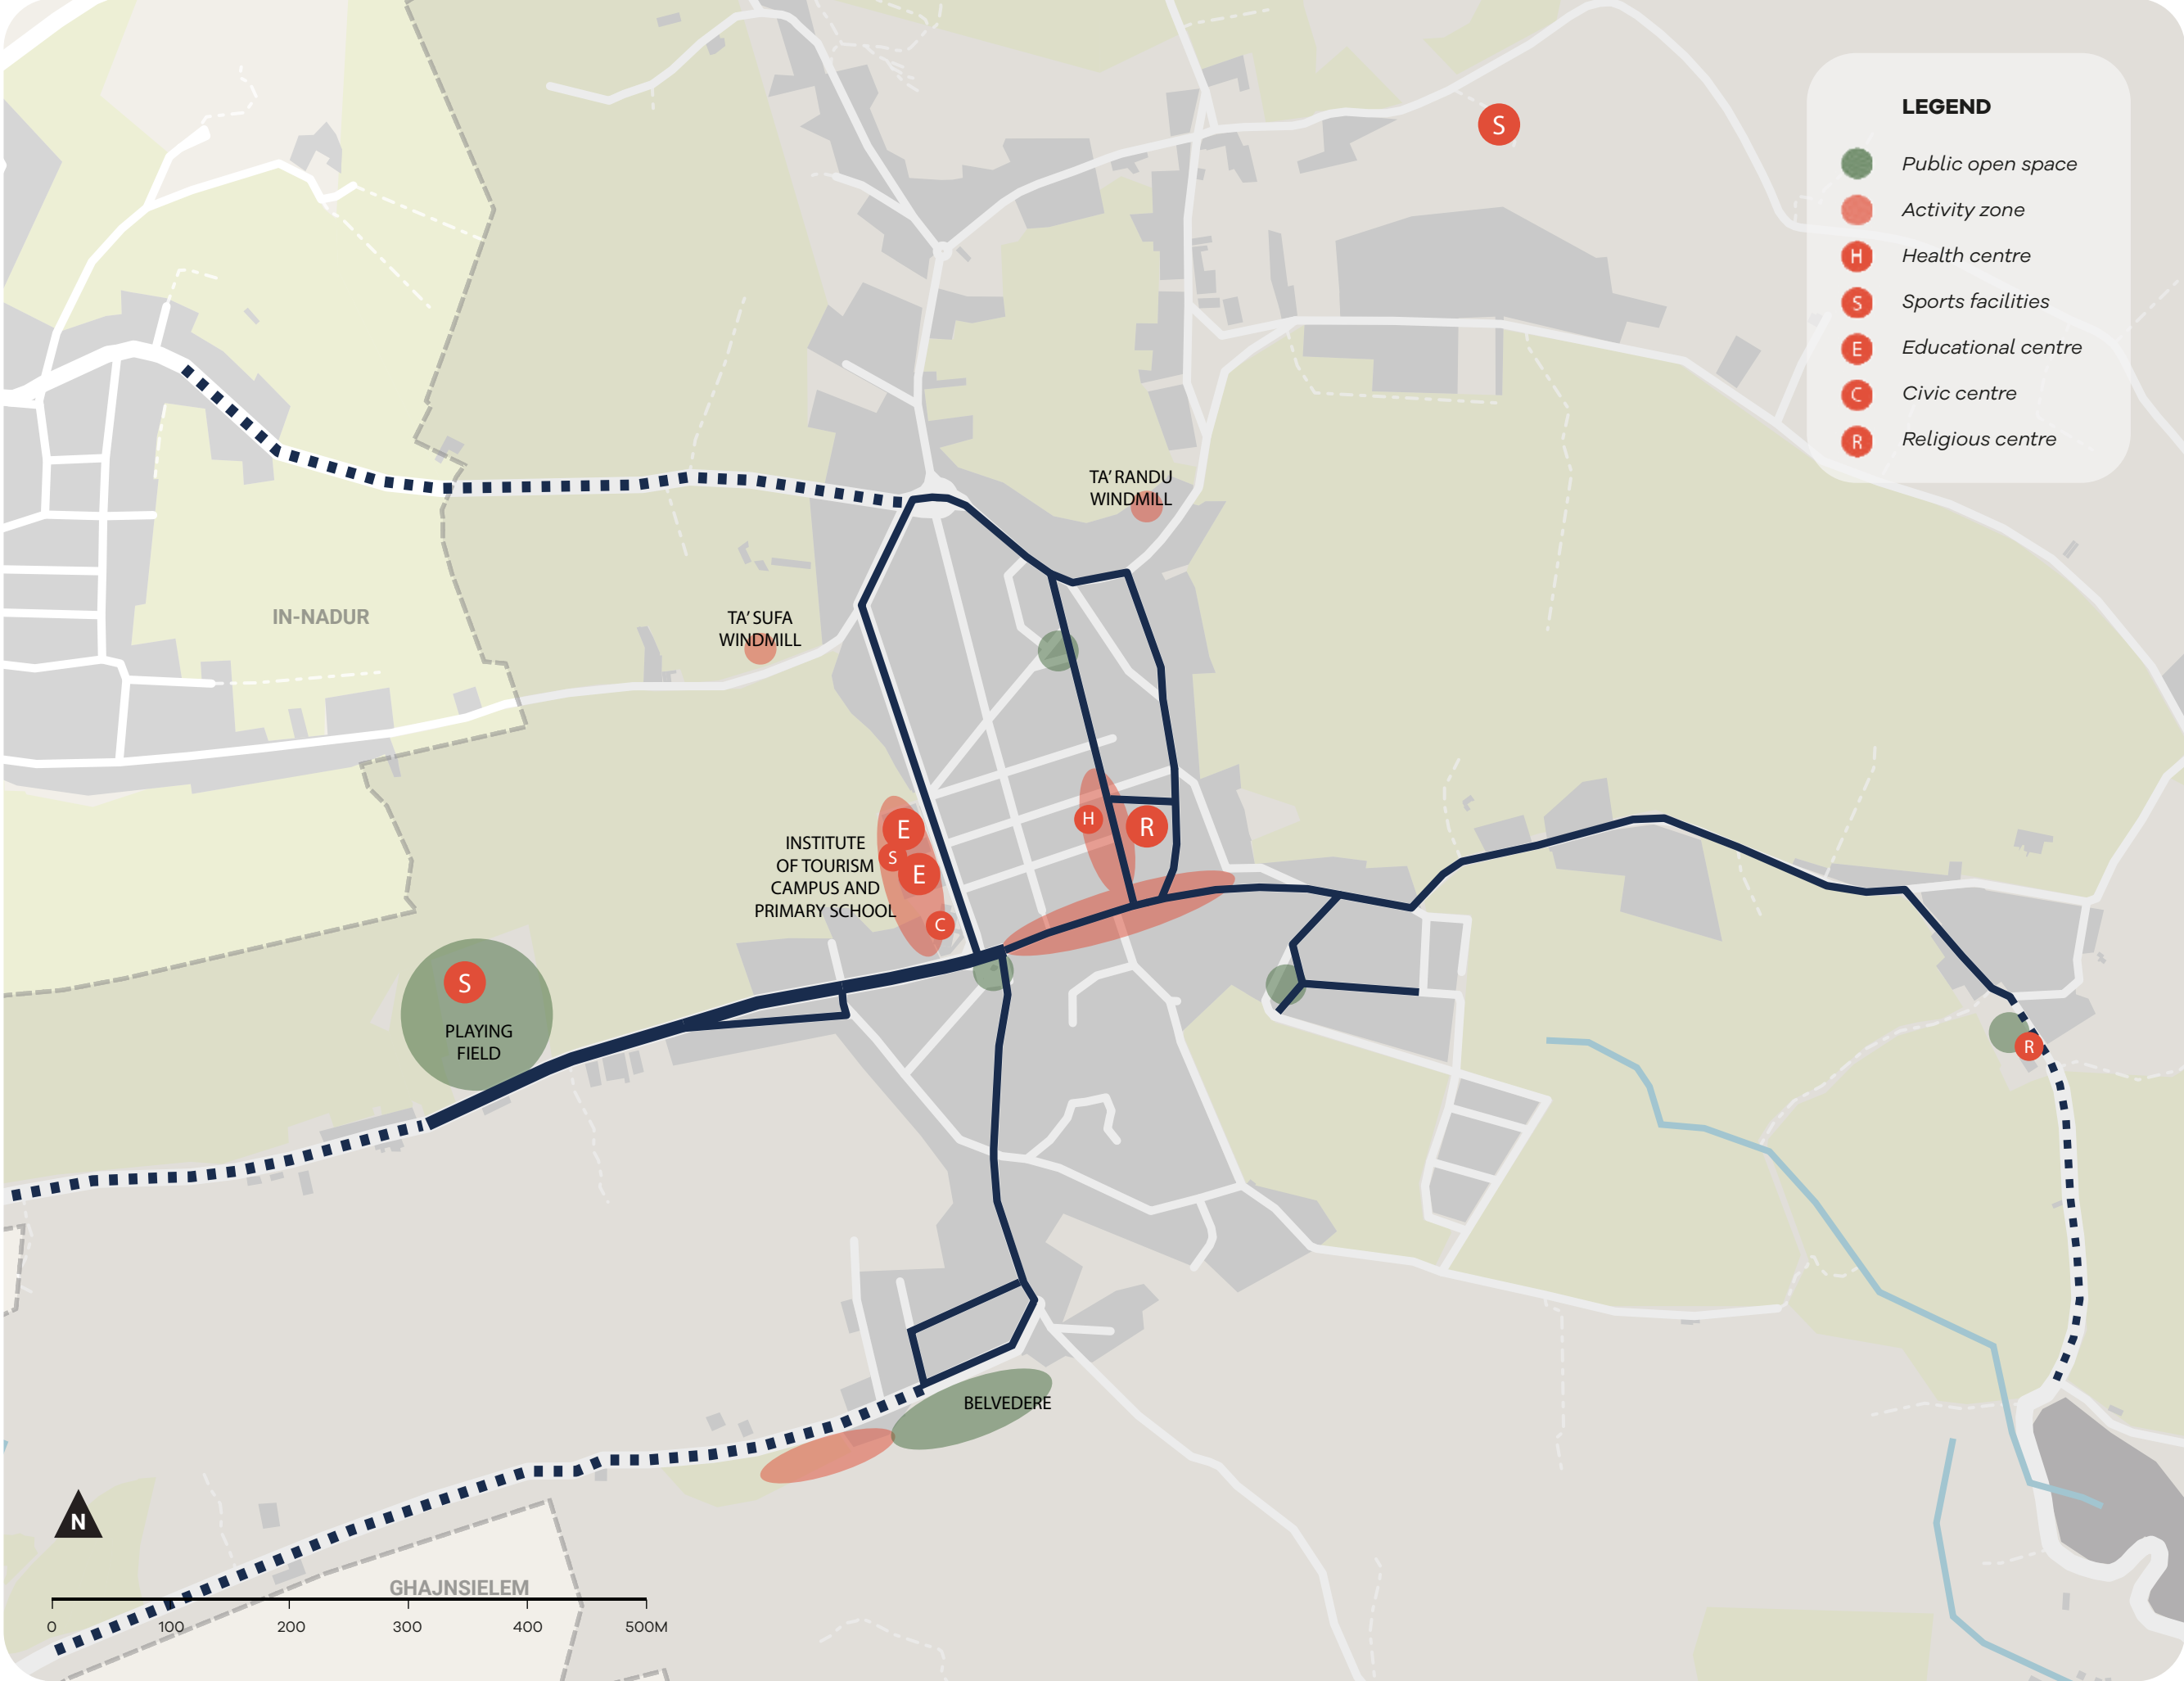 S
LEGEND
Public open space
Activity zone
H Health centre
S Sports facilities
E Educational centre
C Civic centre
R Religious centre
TA' RANDU
WINDMILL
IN-NADUR
TA' SUFA
WINDMILL
INSTITUTE
OF TOURISM
CAMPUS AND
PRIMARY SCHOOL
E
S
E
C
H
R
S
PLAYING
FIELD
R
BELVEDERE
N
GHAJNSIELEM
0 100 200 300 400 500M